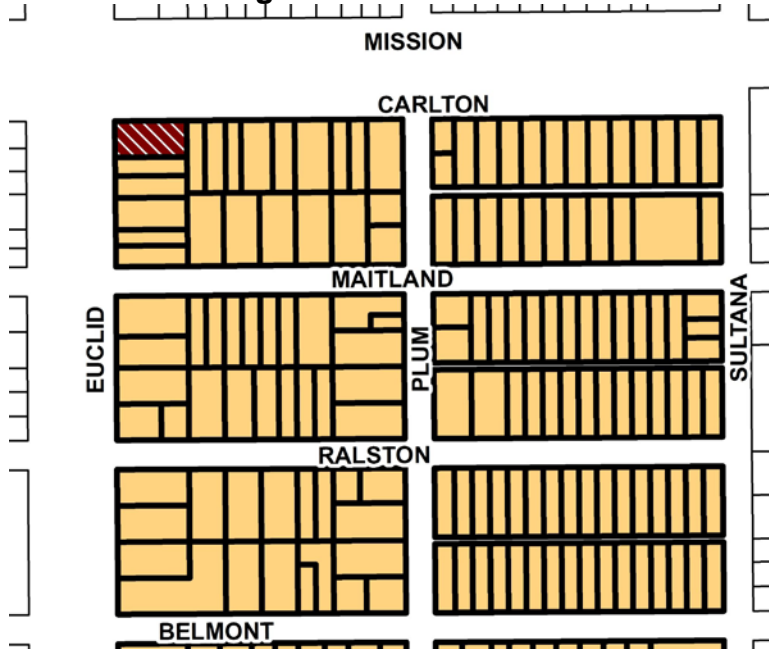 MISSION
CARLTON
MAITLAND
EUCLID
PLUM
SULTANA
RALSTON
BELMONT